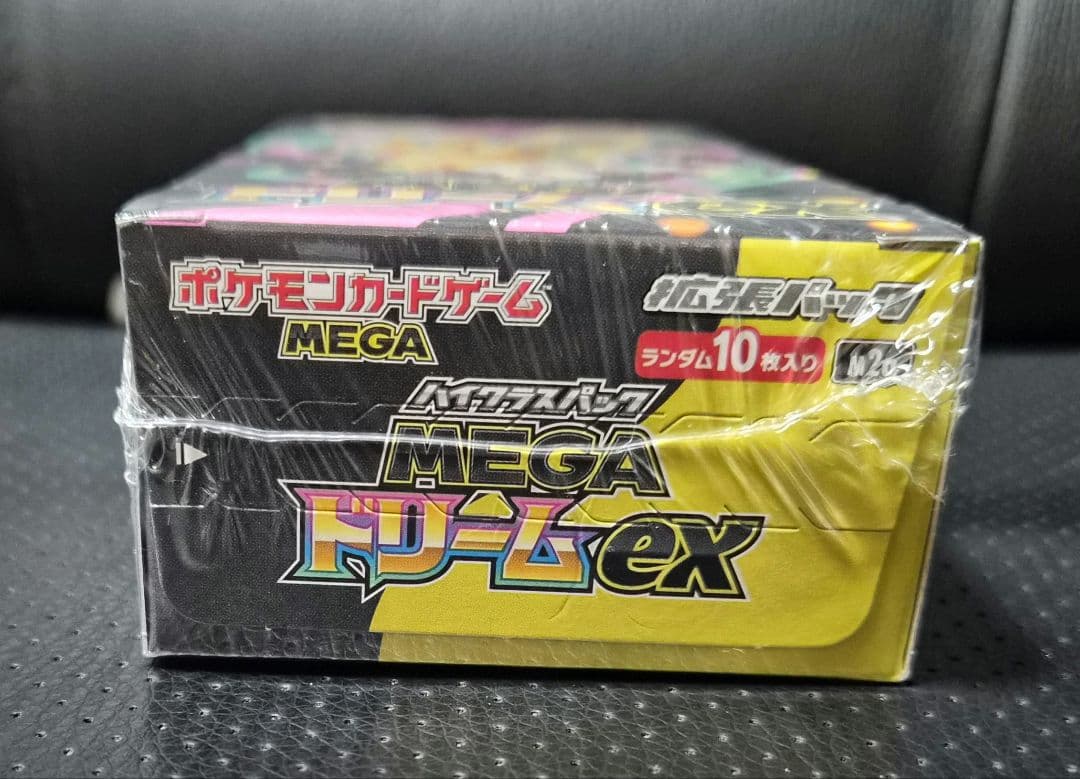 ポケモンカードゲーム
MEGA
拡張パック
ランダム10枚入り
ハイクラスパック
MEGA
ドリームex